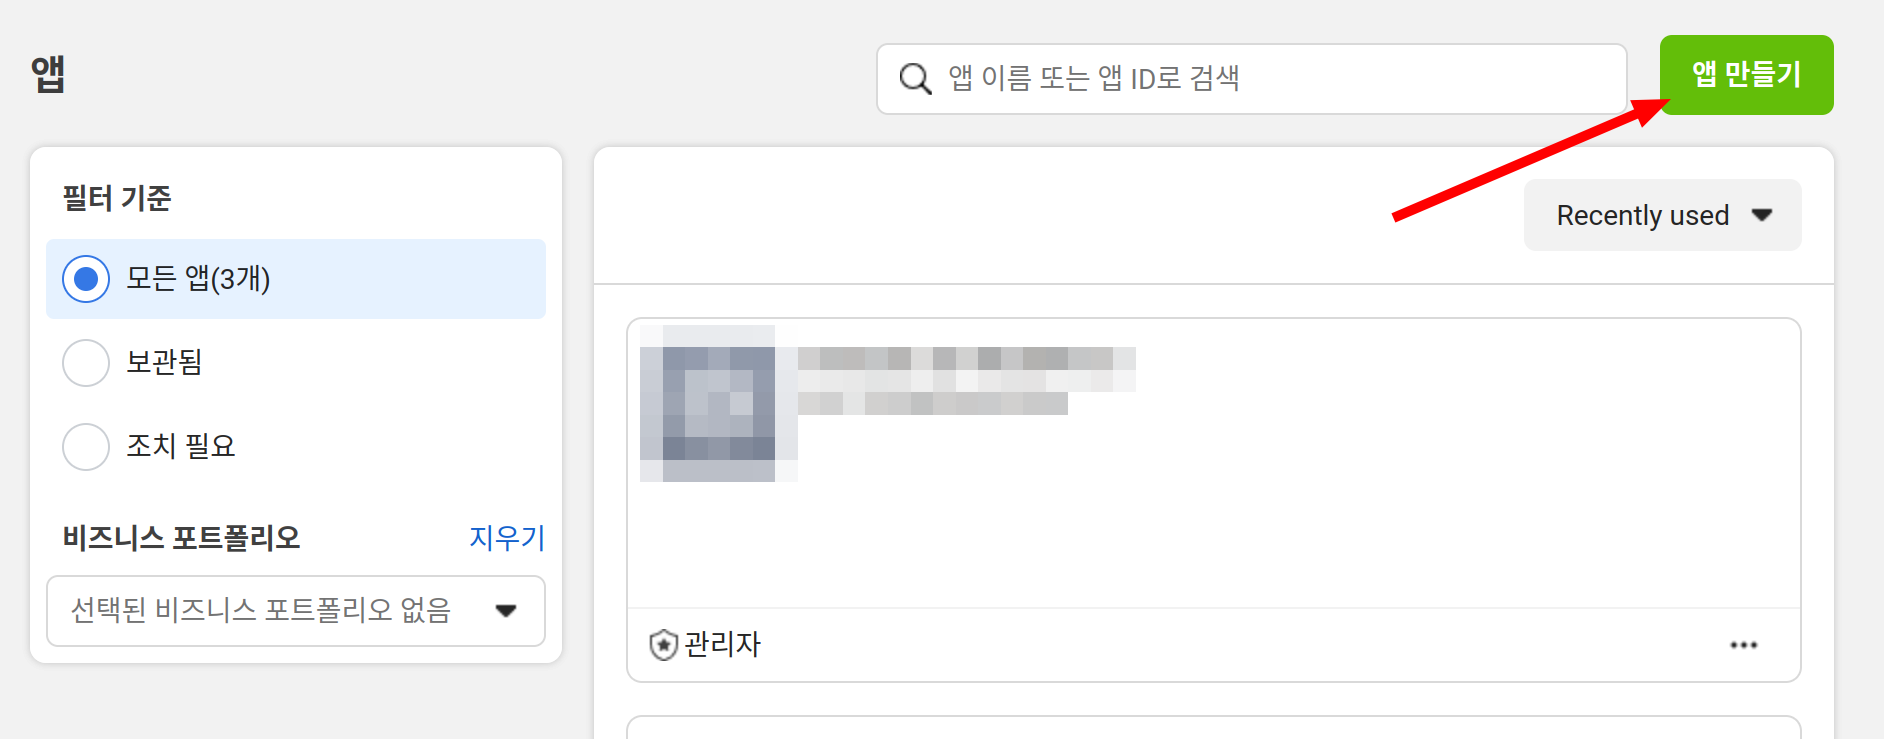 앱
앱 이름 또는 앱 ID로 검색
앱 만들기
필터 기준
모든 앱(3개)
보관됨
조치 필요
비즈니스 포트폴리오
지우기
선택된 비즈니스 포트폴리오 없음
Recently used
관리자